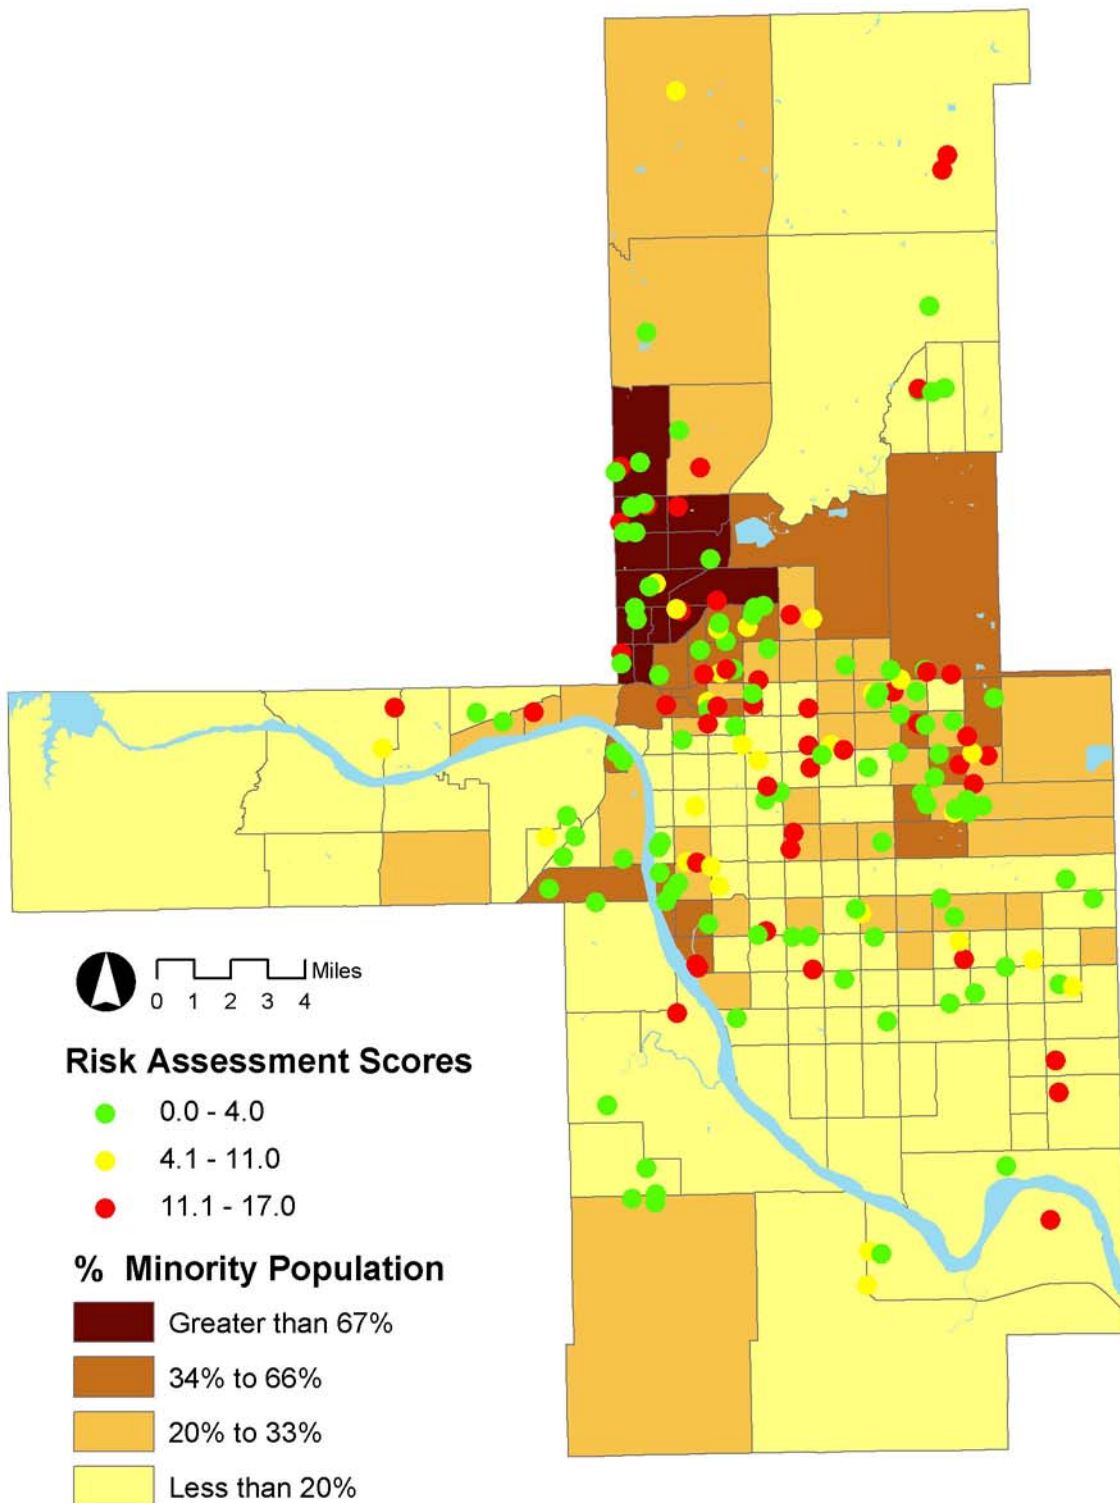 Miles
0 1 2 3 4
Risk Assessment Scores
0.0 - 4.0
4.1 - 11.0
11.1 - 17.0
% Minority Population
Greater than 67%
34% to 66%
20% to 33%
Less than 20%